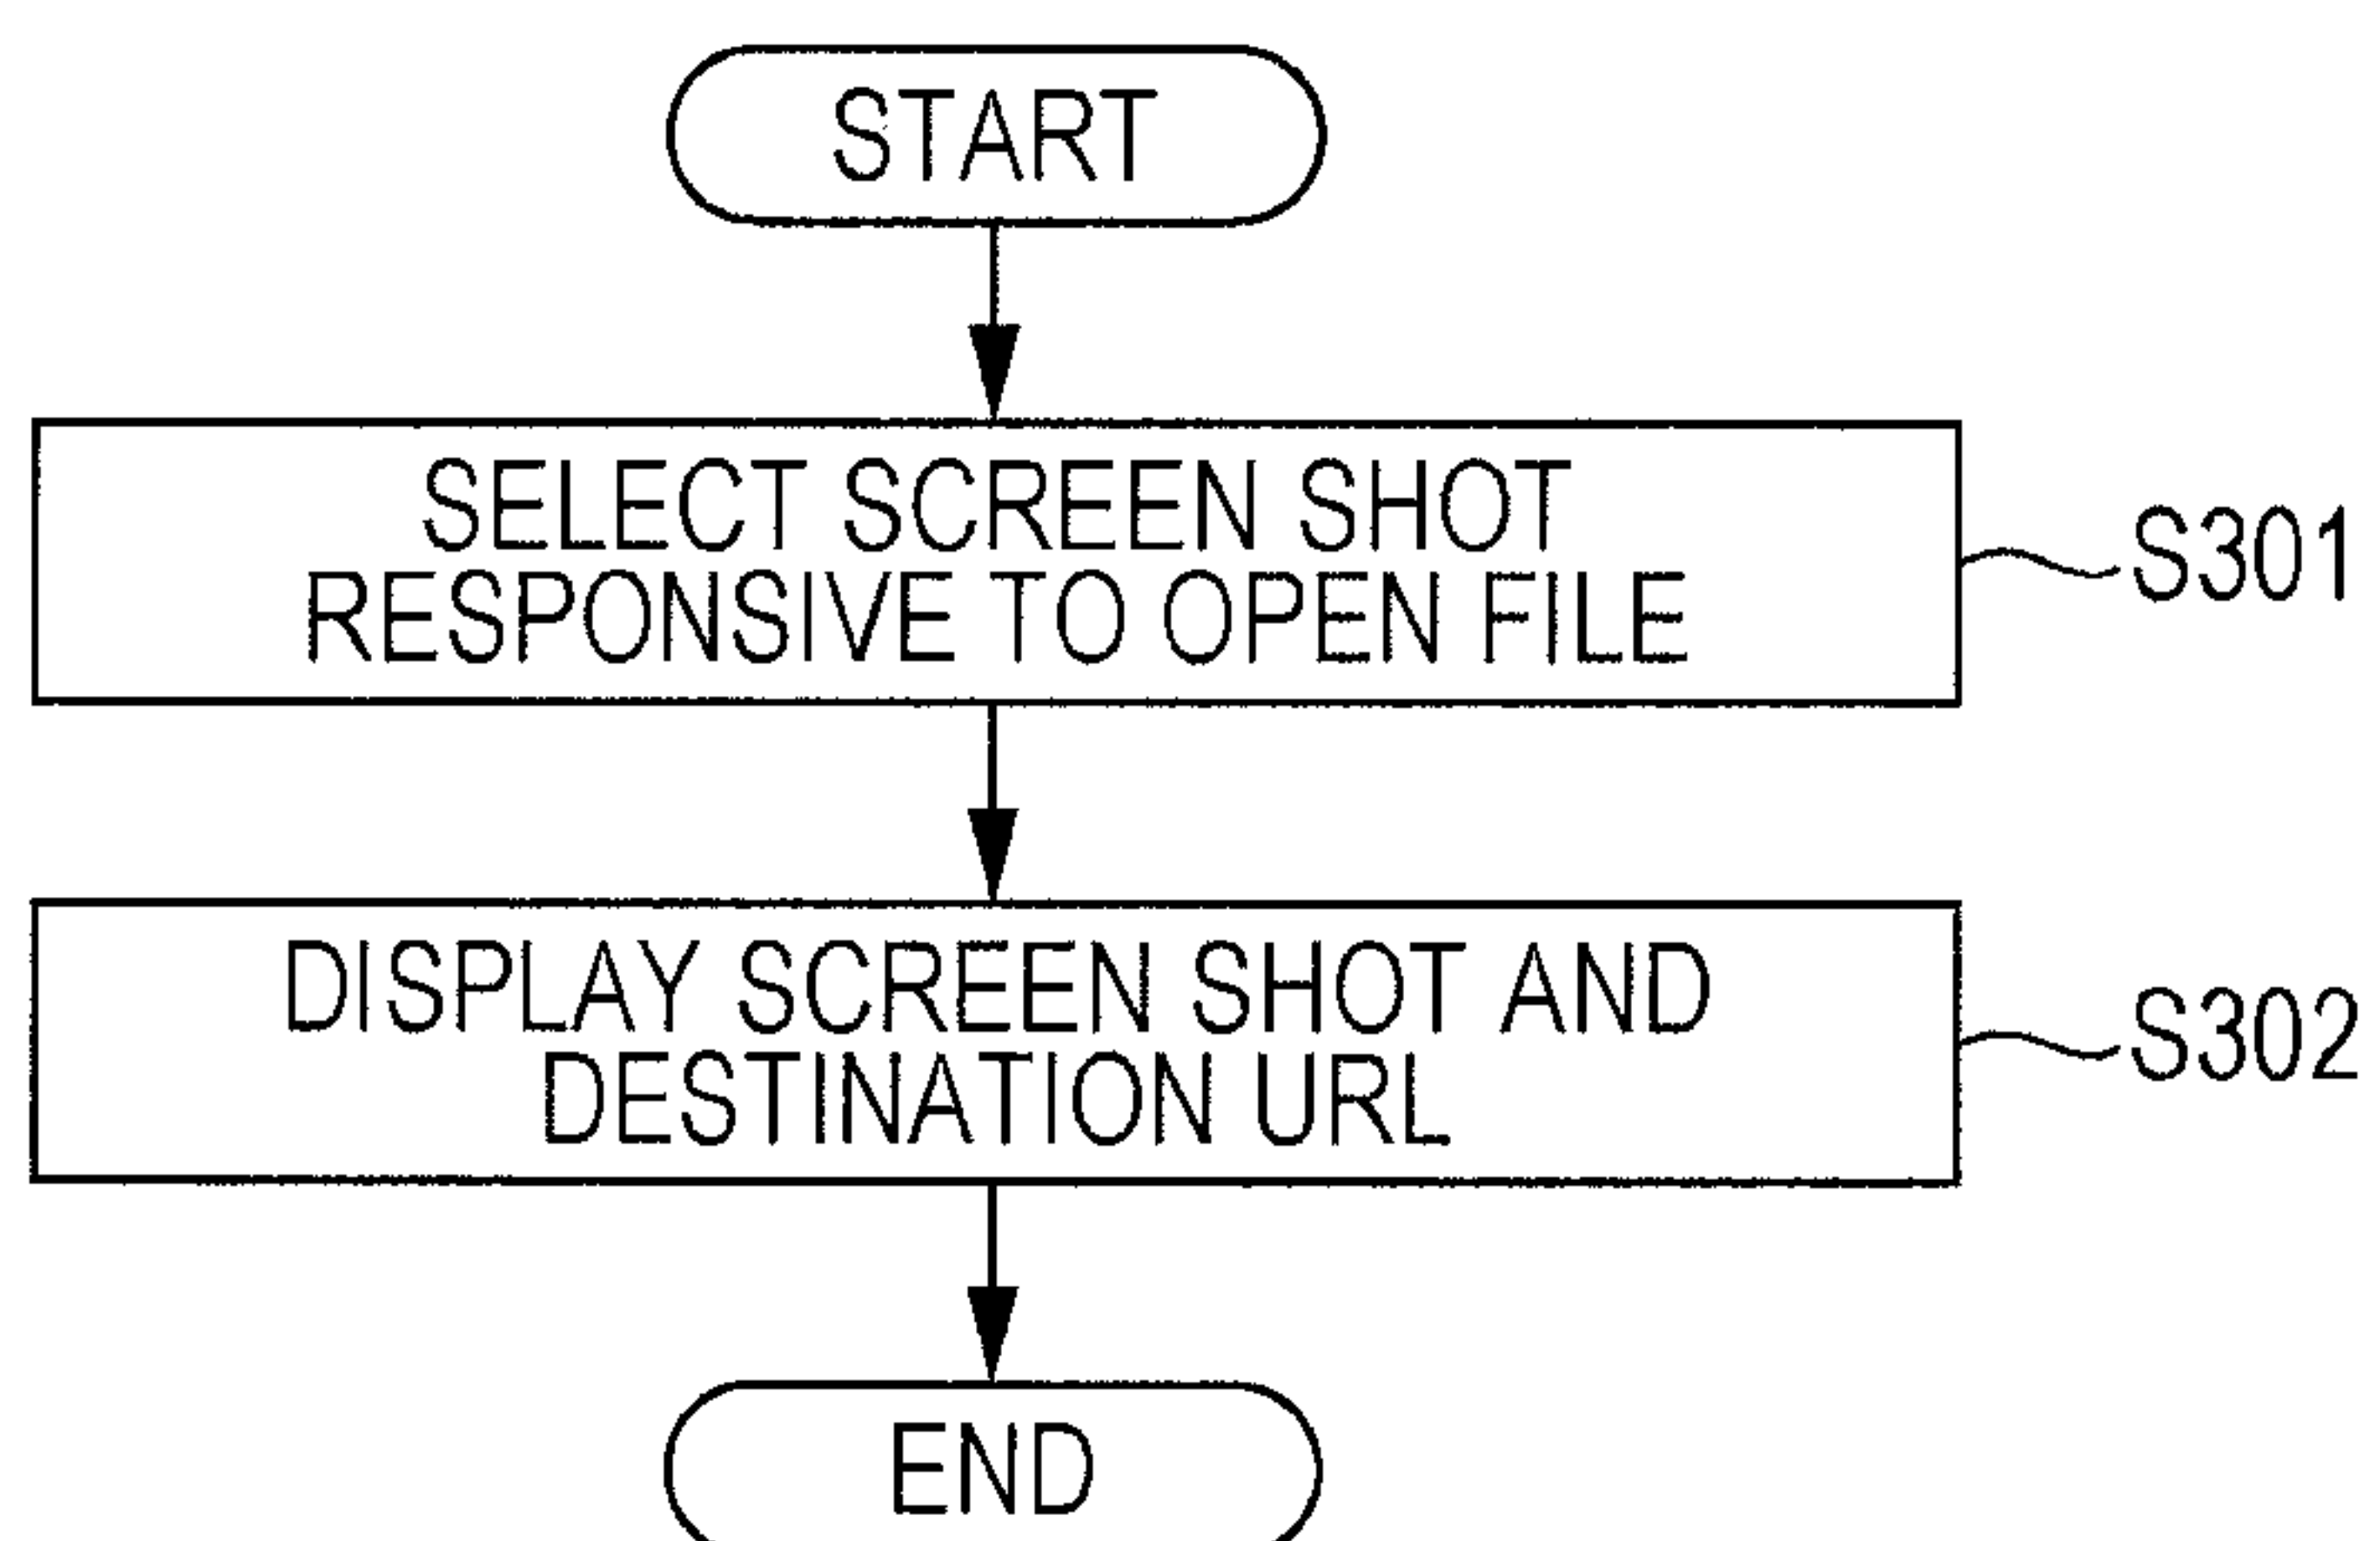 START
SELECT SCREEN SHOT
RESPONSIVE TO OPEN FILE
S301
DISPLAY SCREEN SHOT AND
DESTINATION URL
S302
END